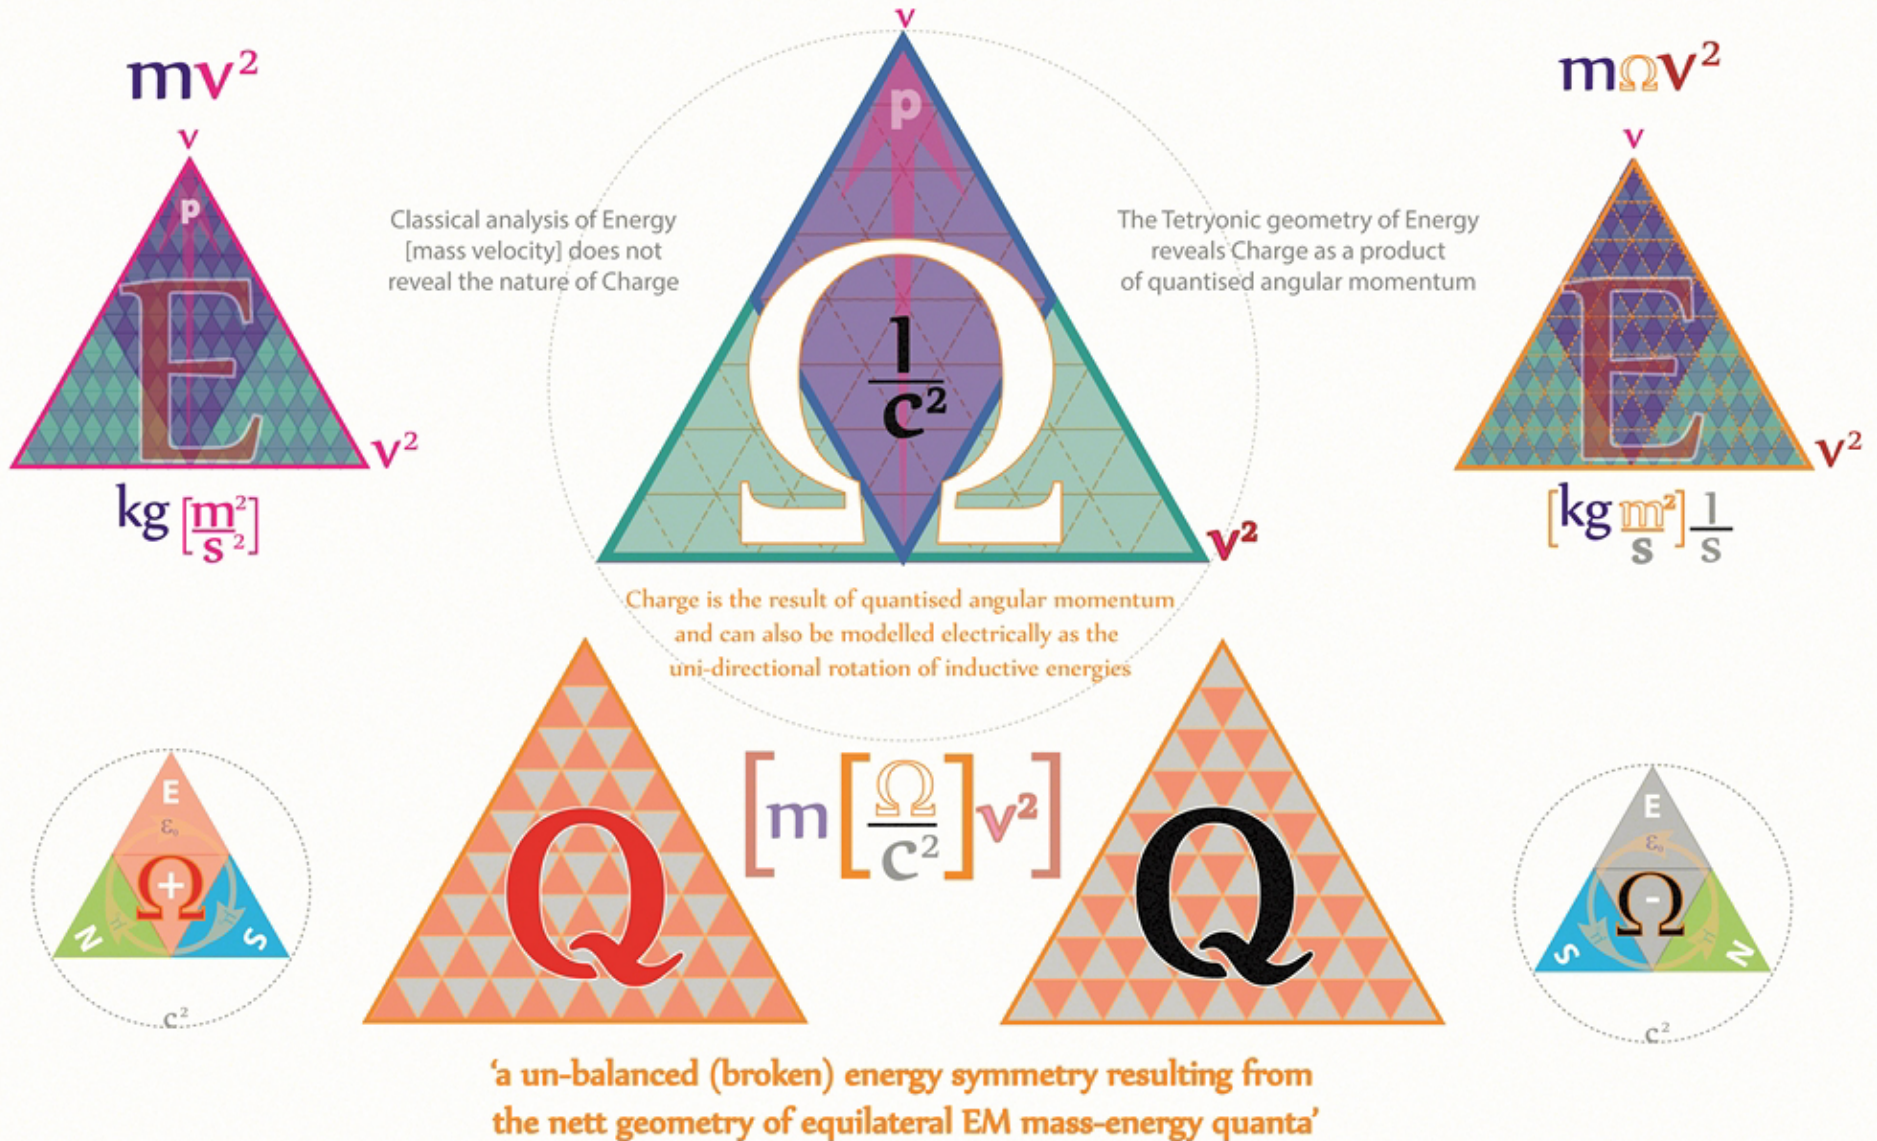 v
mv²
mΩv²
v
p
v
p
Classical analysis of Energy
[mass velocity] does not
reveal the nature of Charge
The Tetryonic geometry of Energy
reveals Charge as a product
of quantised angular momentum
E
Ω
1
c²
E
v²
v²
v²
kg [m²/s²]
[kg m²/s] 1/s
Charge is the result of quantised angular momentum
and can also be modelled electrically as the
uni-directional rotation of inductive energies
[m[Ω/c²]v²]
E
ε₀
Ω
+
N
S
c²
Q
Q
E
ε₀
Ω
-
S
N
c²
‘a un-balanced (broken) energy symmetry resulting from
the nett geometry of equilateral EM mass-energy quanta’